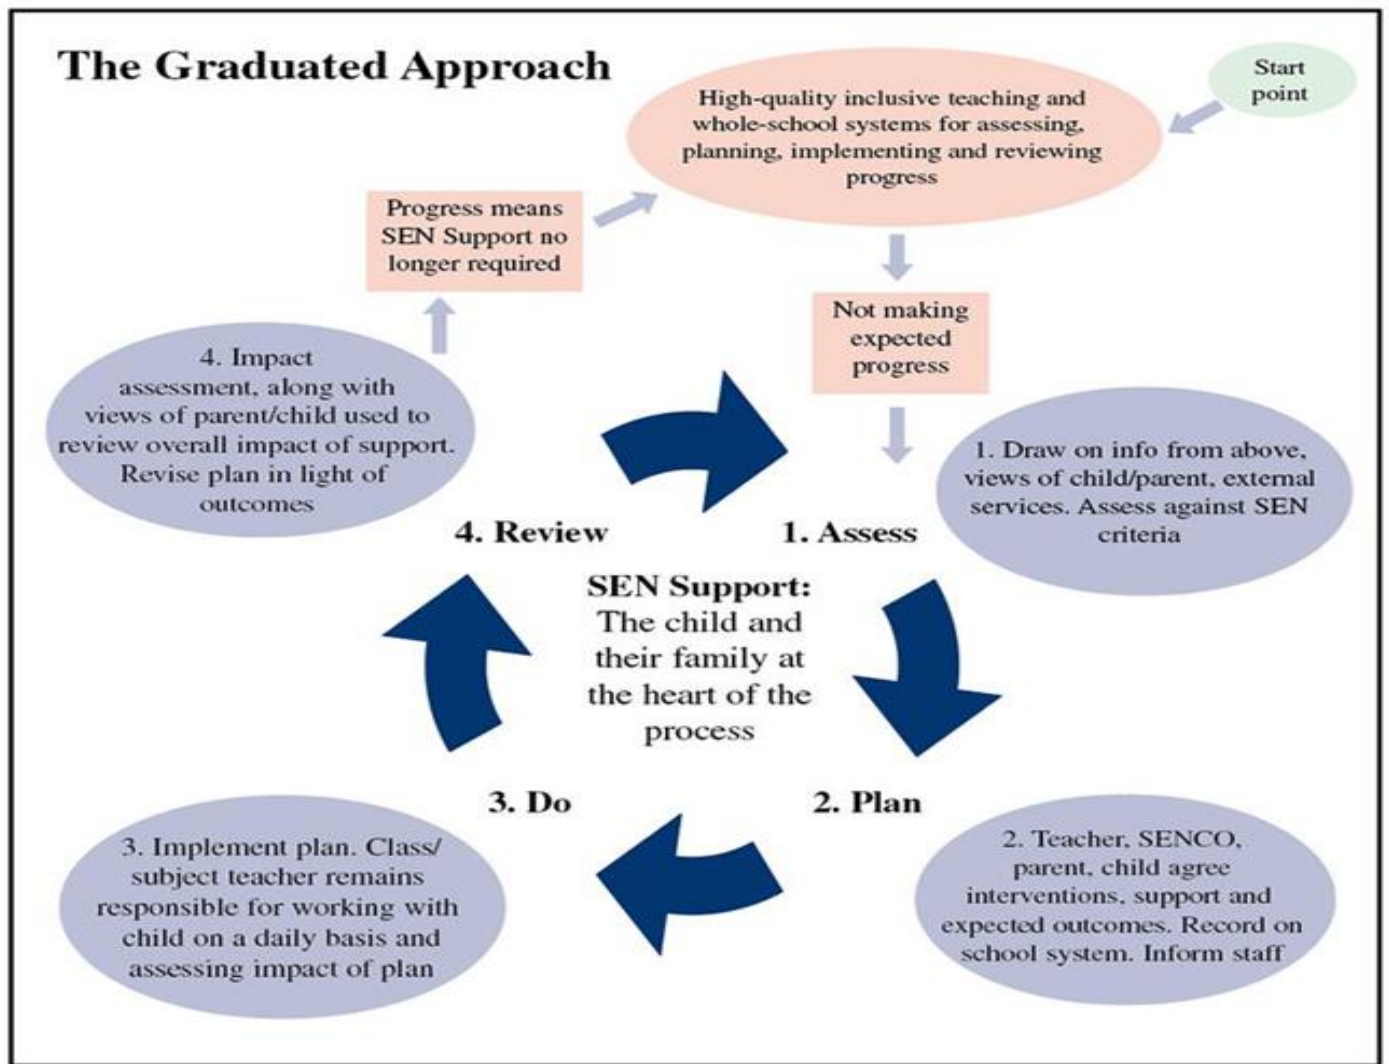 The Graduated Approach
Start
point
High-quality inclusive teaching and
whole-school systems for assessing,
planning, implementing and reviewing
progress
Progress means
SEN Support no
longer required
Not making
expected
progress
4. Impact
assessment, along with
views of parent/child used to
review overall impact of support.
Revise plan in light of
outcomes
1. Draw on info from above,
views of child/parent, external
services. Assess against SEN
criteria
4. Review
1. Assess
SEN Support:
The child and
their family at
the heart of the
process
3. Do
2. Plan
3. Implement plan. Class/
subject teacher remains
responsible for working with
child on a daily basis and
assessing impact of plan
2. Teacher, SENCO,
parent, child agree
interventions, support and
expected outcomes. Record on
school system. Inform staff